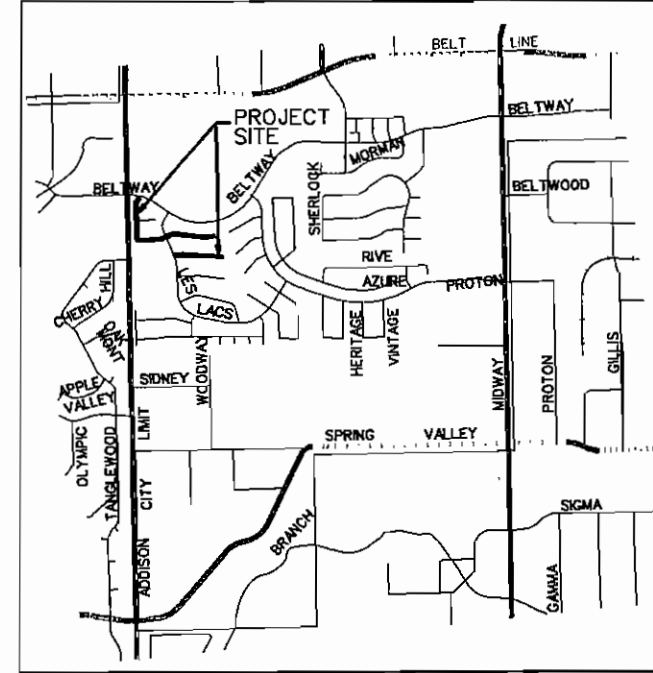 BELT LINE
BELTWAY
PROJECT
SITE
BELTWAY
MORMAN
SHERLOCK
BELTWAY
BELTWOOD
RIVE
AZURE
PROTON
LES
LACS
CHERRY
HILL
OAK
MONT
HERITAGE
VINTAGE
WOODWAY
SIDNEY
APPLE
VALLEY
MIDWAY
PROTON
GILLIS
LIMIT
OLYMPIC
TANGLEWOOD
SPRING VALLEY
CITY
ADDISON
BRANCH
SIGMA
GAMMA